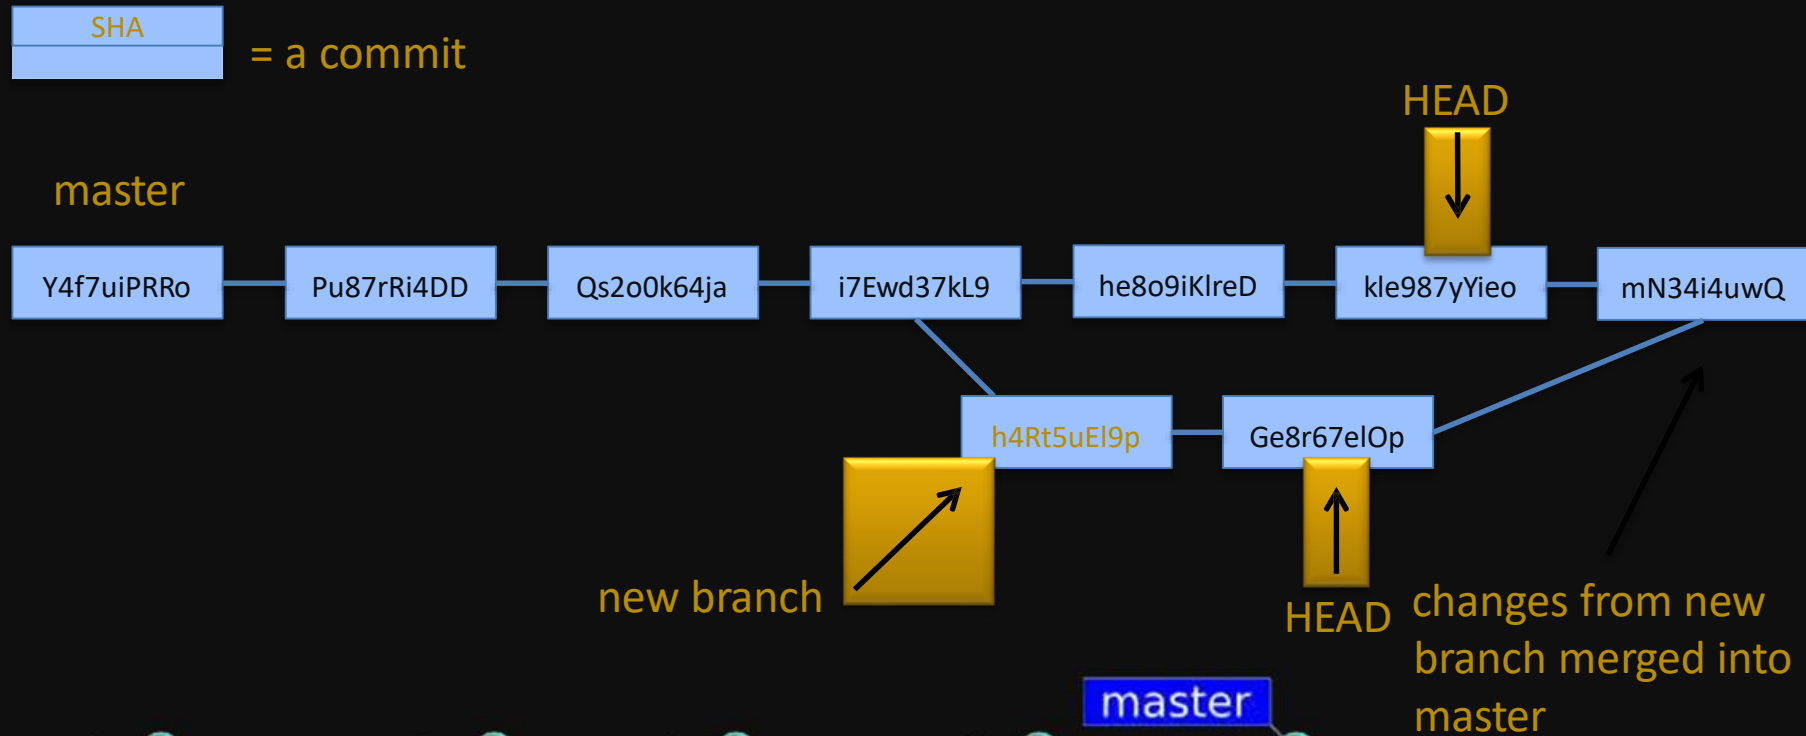 SHA
= a commit
HEAD
master
Y4f7uiPRRo
Pu87rRi4DD
Qs2o0k64ja
i7Ewd37kL9
he8o9iKlreD
kle987yYieo
mN34i4uwQ
h4Rt5uEl9p
Ge8r67elOp
new branch
HEAD
changes from new
branch merged into
master
master